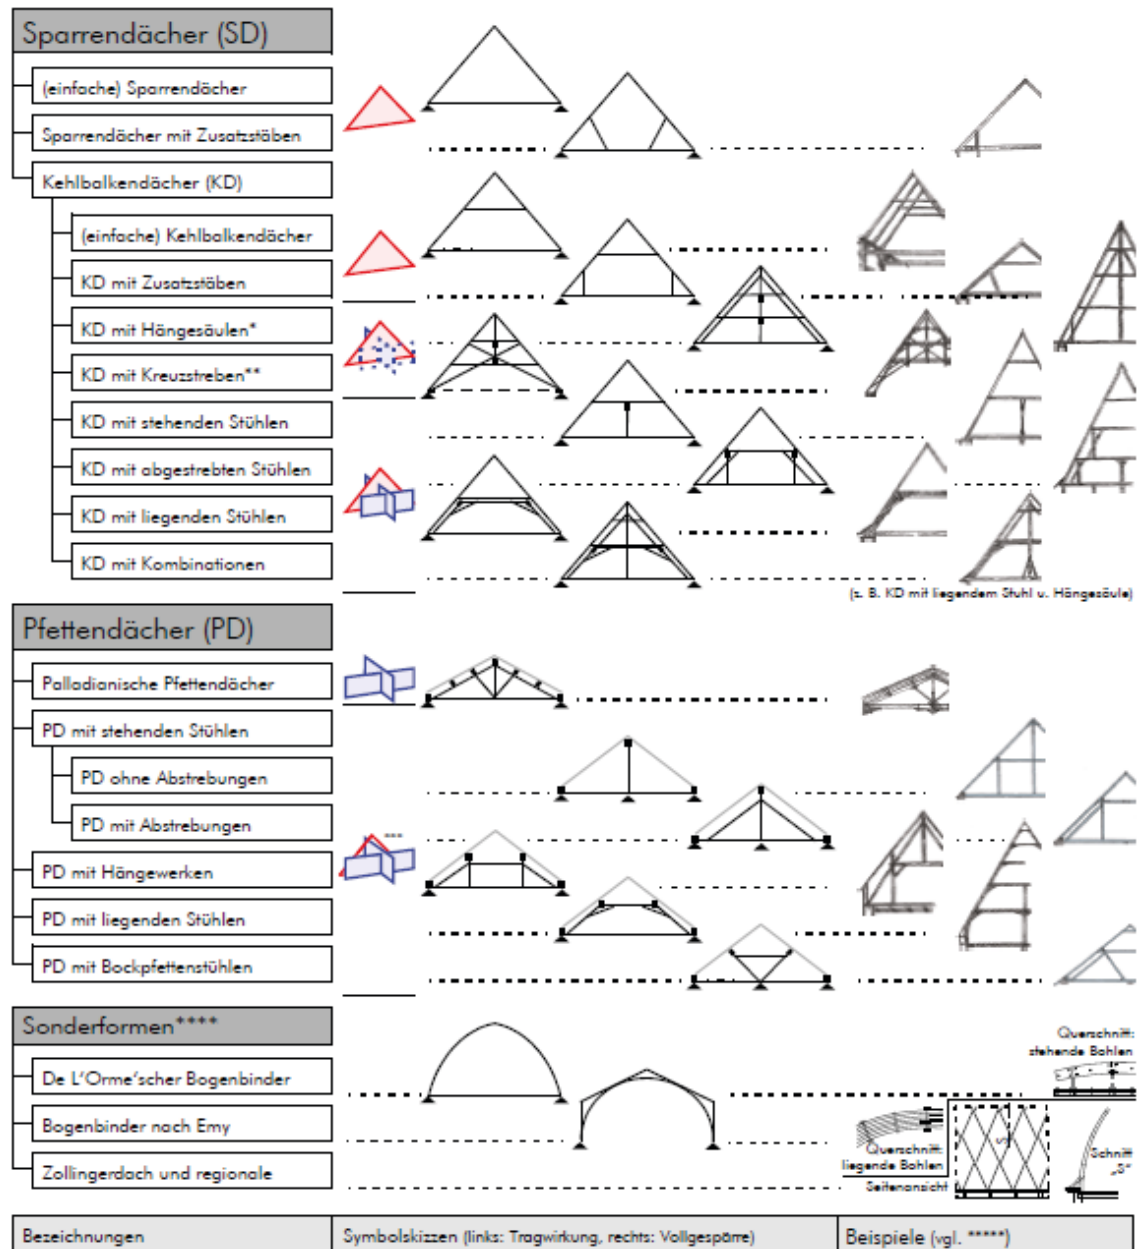 Sparrendächer (SD)
(einfache) Sparrendächer
Sparrendächer mit Zusatzstäben
Kehlbalkendächer (KD)
(einfache) Kehlbalkendächer
KD mit Zusatzstäben
KD mit Hängesäulen*
KD mit Kreuzstreben**
KD mit stehenden Stühlen
KD mit abgestrebten Stühlen
KD mit liegenden Stühlen
KD mit Kombinationen
(z. B. KD mit liegendem Stuhl u. Hängesäule)
Pfettendächer (PD)
Palladianische Pfettendächer
PD mit stehenden Stühlen
PD ohne Abstrebungen
PD mit Abstrebungen
***
PD mit Hängewerken
PD mit liegenden Stühlen
PD mit Bockpfettenstühlen
Sonderformen****
De L'Orme'scher Bogenbinder
Bogenbinder nach Emy
Zollingerdach und regionale
Querschnitt:
stehende Bohlen
Querschnitt:
liegende Bohlen
Seitenansicht
S
Schnitt
„S"
Bezeichnungen
Symbolskizzen (links: Tragwirkung, rechts: Vollgespärre)
Beispiele (vgl. *****)